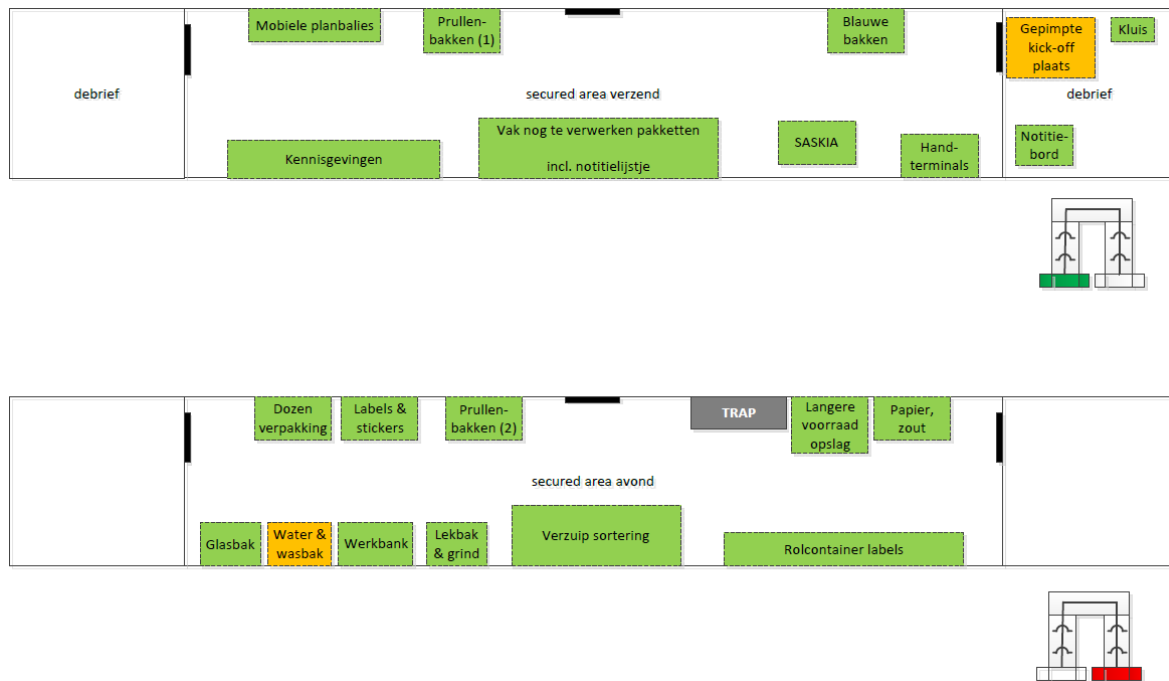 Mobiele planbalies
Prullen-
bakken (1)
Blauwe
bakken
Gepimpte
kick-off
plaats
Kluis
debrief
secured area verzend
debrief
Kennisgevingen
Vak nog te verwerken pakketten
incl. notitielijstje
SASKIA
Hand-
terminals
Notitie-
bord
Dozen
verpakking
Labels &
stickers
Prullen-
bakken (2)
TRAP
Langere
voorraad
opslag
Papier,
zout
secured area avond
Glasbak
Water &
wasbak
Werkbank
Lekbak
& grind
Verzuip sortering
Rolcontainer labels